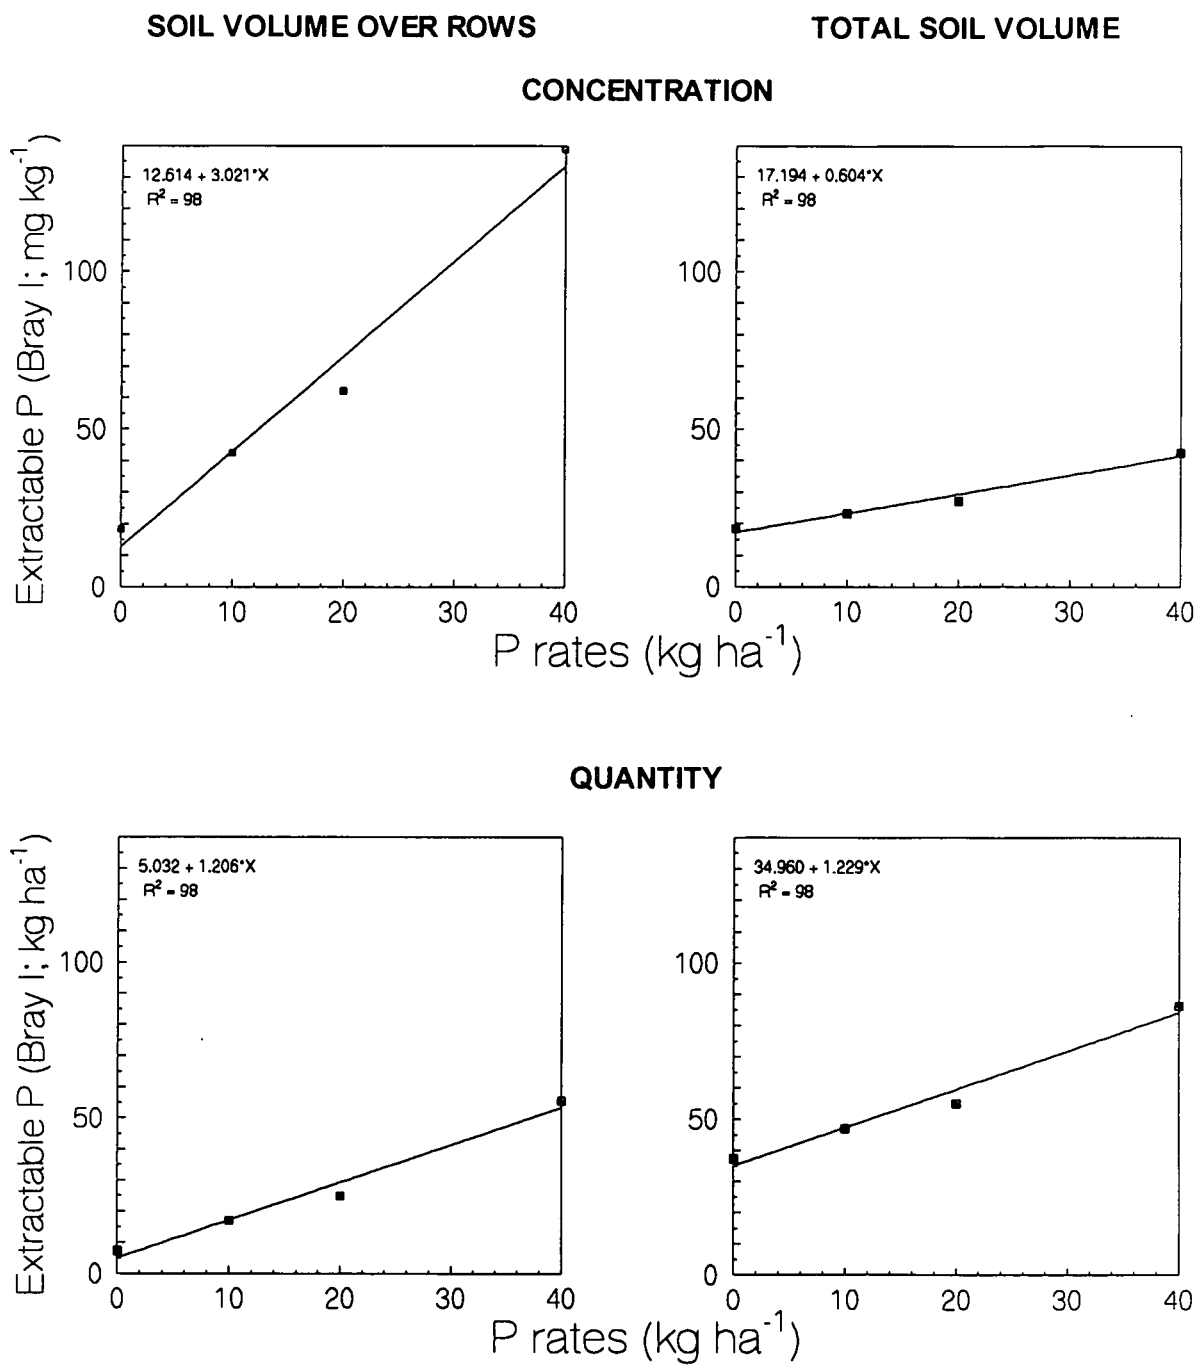 SOIL VOLUME OVER ROWS
TOTAL SOIL VOLUME
CONCENTRATION
Extractable P (Bray I; mg kg⁻¹)
12.614 + 3.021*X
R² = 98
100
50
0
0 10 20 30 40
17.194 + 0.604*X
R² = 98
100
50
0
0 10 20 30 40
P rates (kg ha⁻¹)
QUANTITY
Extractable P (Bray I; kg ha⁻¹)
5.032 + 1.206*X
R² = 98
100
50
0
0 10 20 30 40
34.960 + 1.229*X
R² = 98
100
50
0
0 10 20 30 40
P rates (kg ha⁻¹)